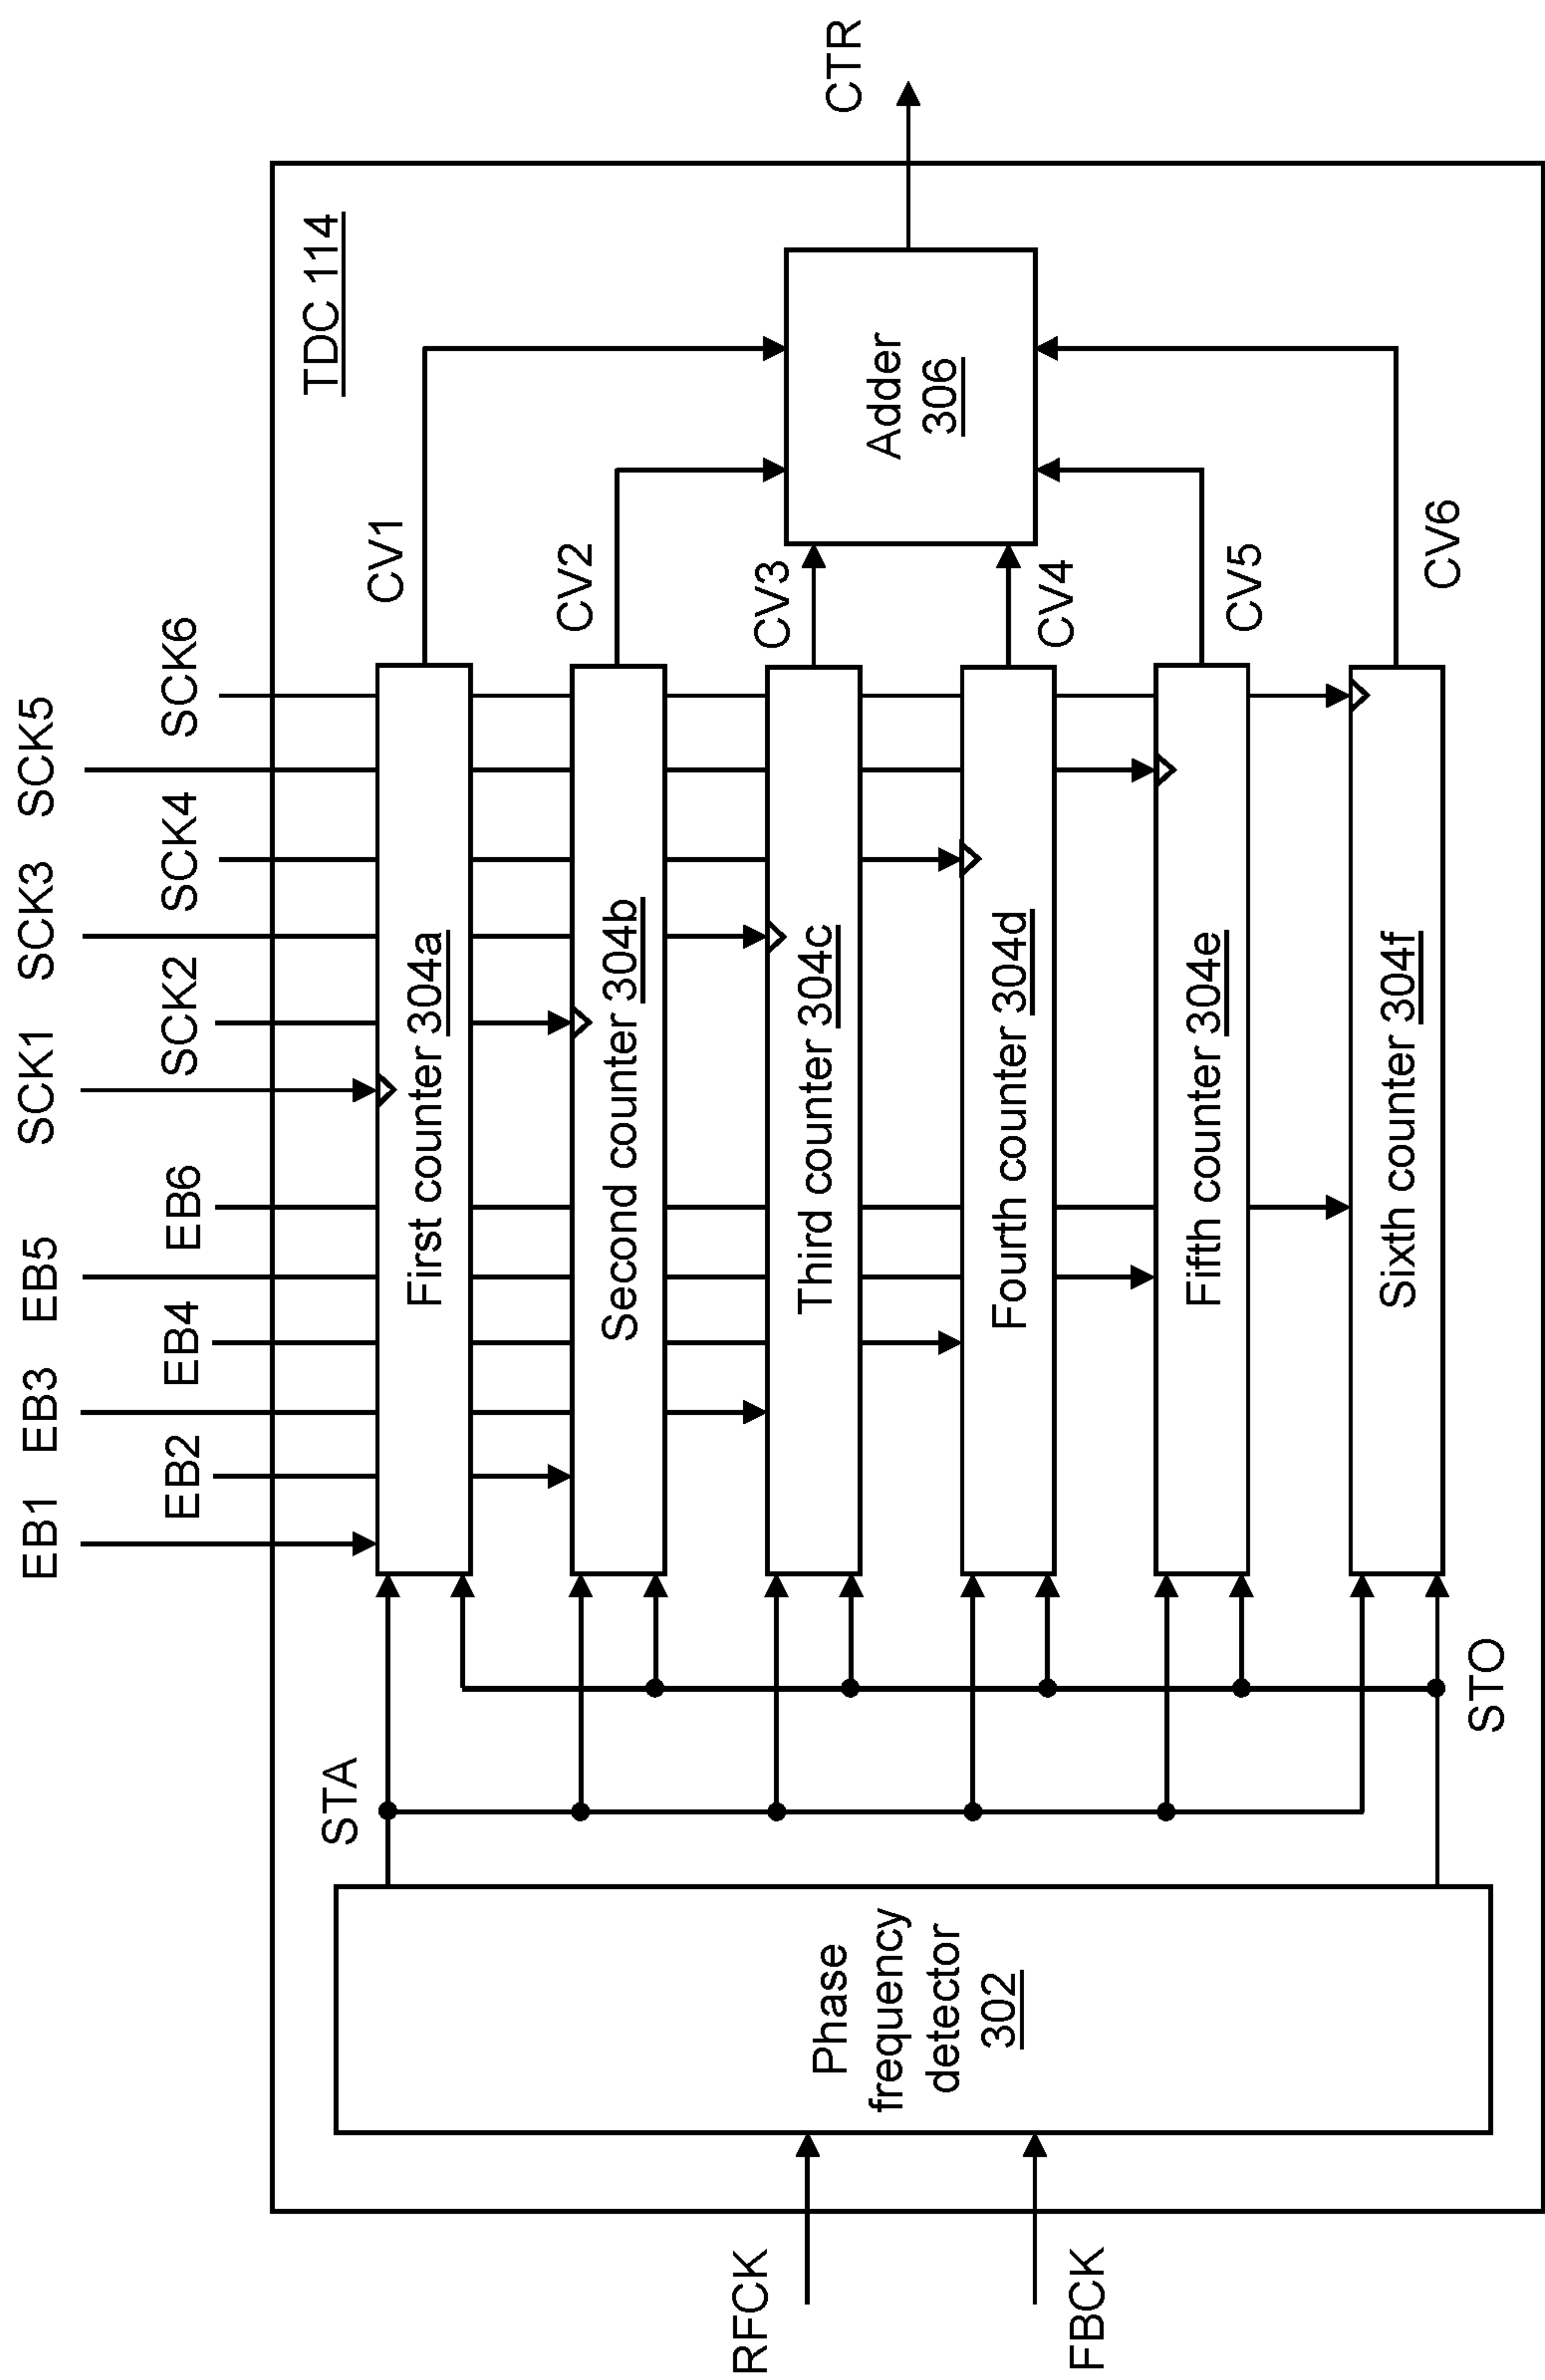 EB1
EB3
EB5
SCK1
SCK3
SCK5
EB2
EB4
EB6
SCK2
SCK4
SCK6
TDC 114
STA
First counter 304a
CV1
Second counter 304b
CV2
Third counter 304c
CV3
Fourth counter 304d
CV4
Fifth counter 304e
CV5
Sixth counter 304f
CV6
STO
RFCK
FBCK
Phase
frequency
detector
302
Adder
306
CTR